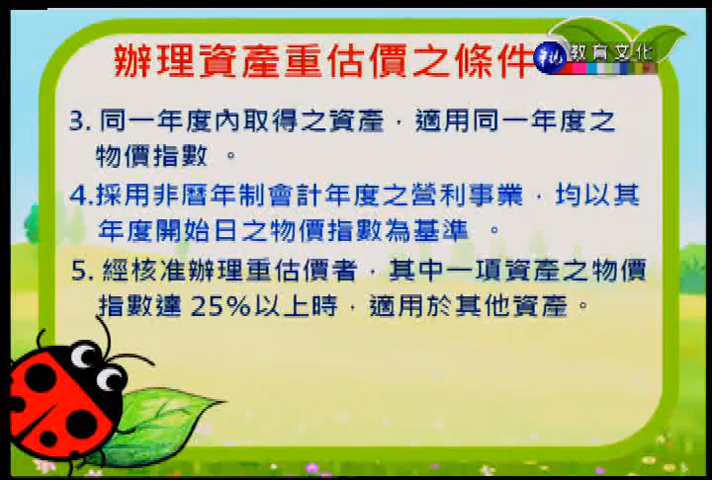 辦理資產重估價之條件
華視 教育文化
3. 同一年度內取得之資產，適用同一年度之
物價指數 。
4.採用非曆年制會計年度之營利事業，均以其
年度開始日之物價指數為基準 。
5. 經核准辦理重估價者，其中一項資產之物價
指數達 25%以上時，適用於其他資產。